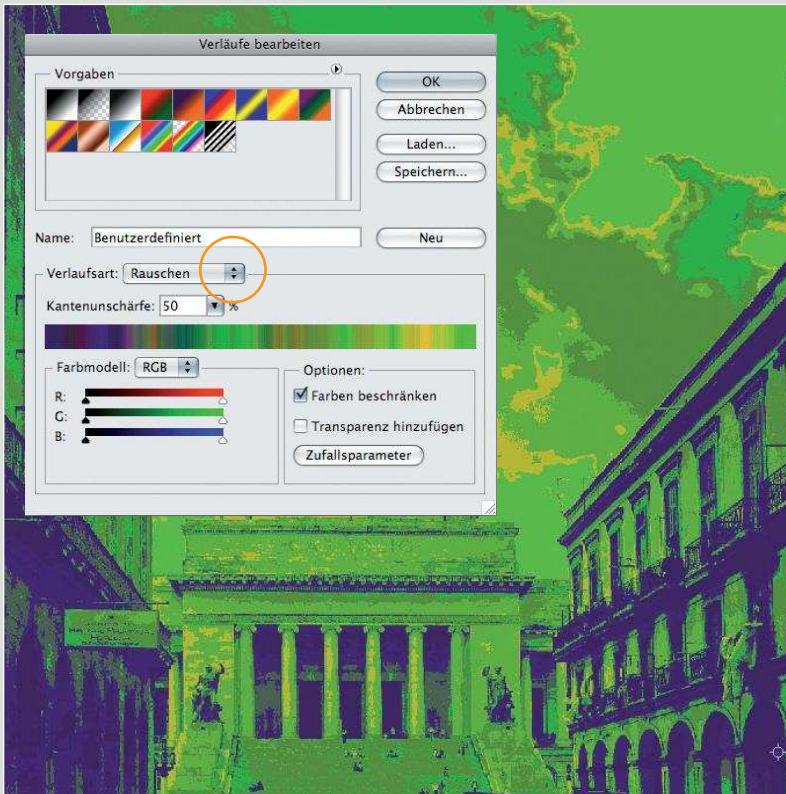 Verläufe bearbeiten
Vorgaben
OK
Abbrechen
Laden...
Speichern...
Name: Benutzerdefiniert
Neu
Verlaufsart: Rauschen
Kantenunschärfe: 50 %
Farbmodell: RGB
R:
G:
B:
Optionen:
Farben beschränken
Transparenz hinzufügen
Zufallsparameter